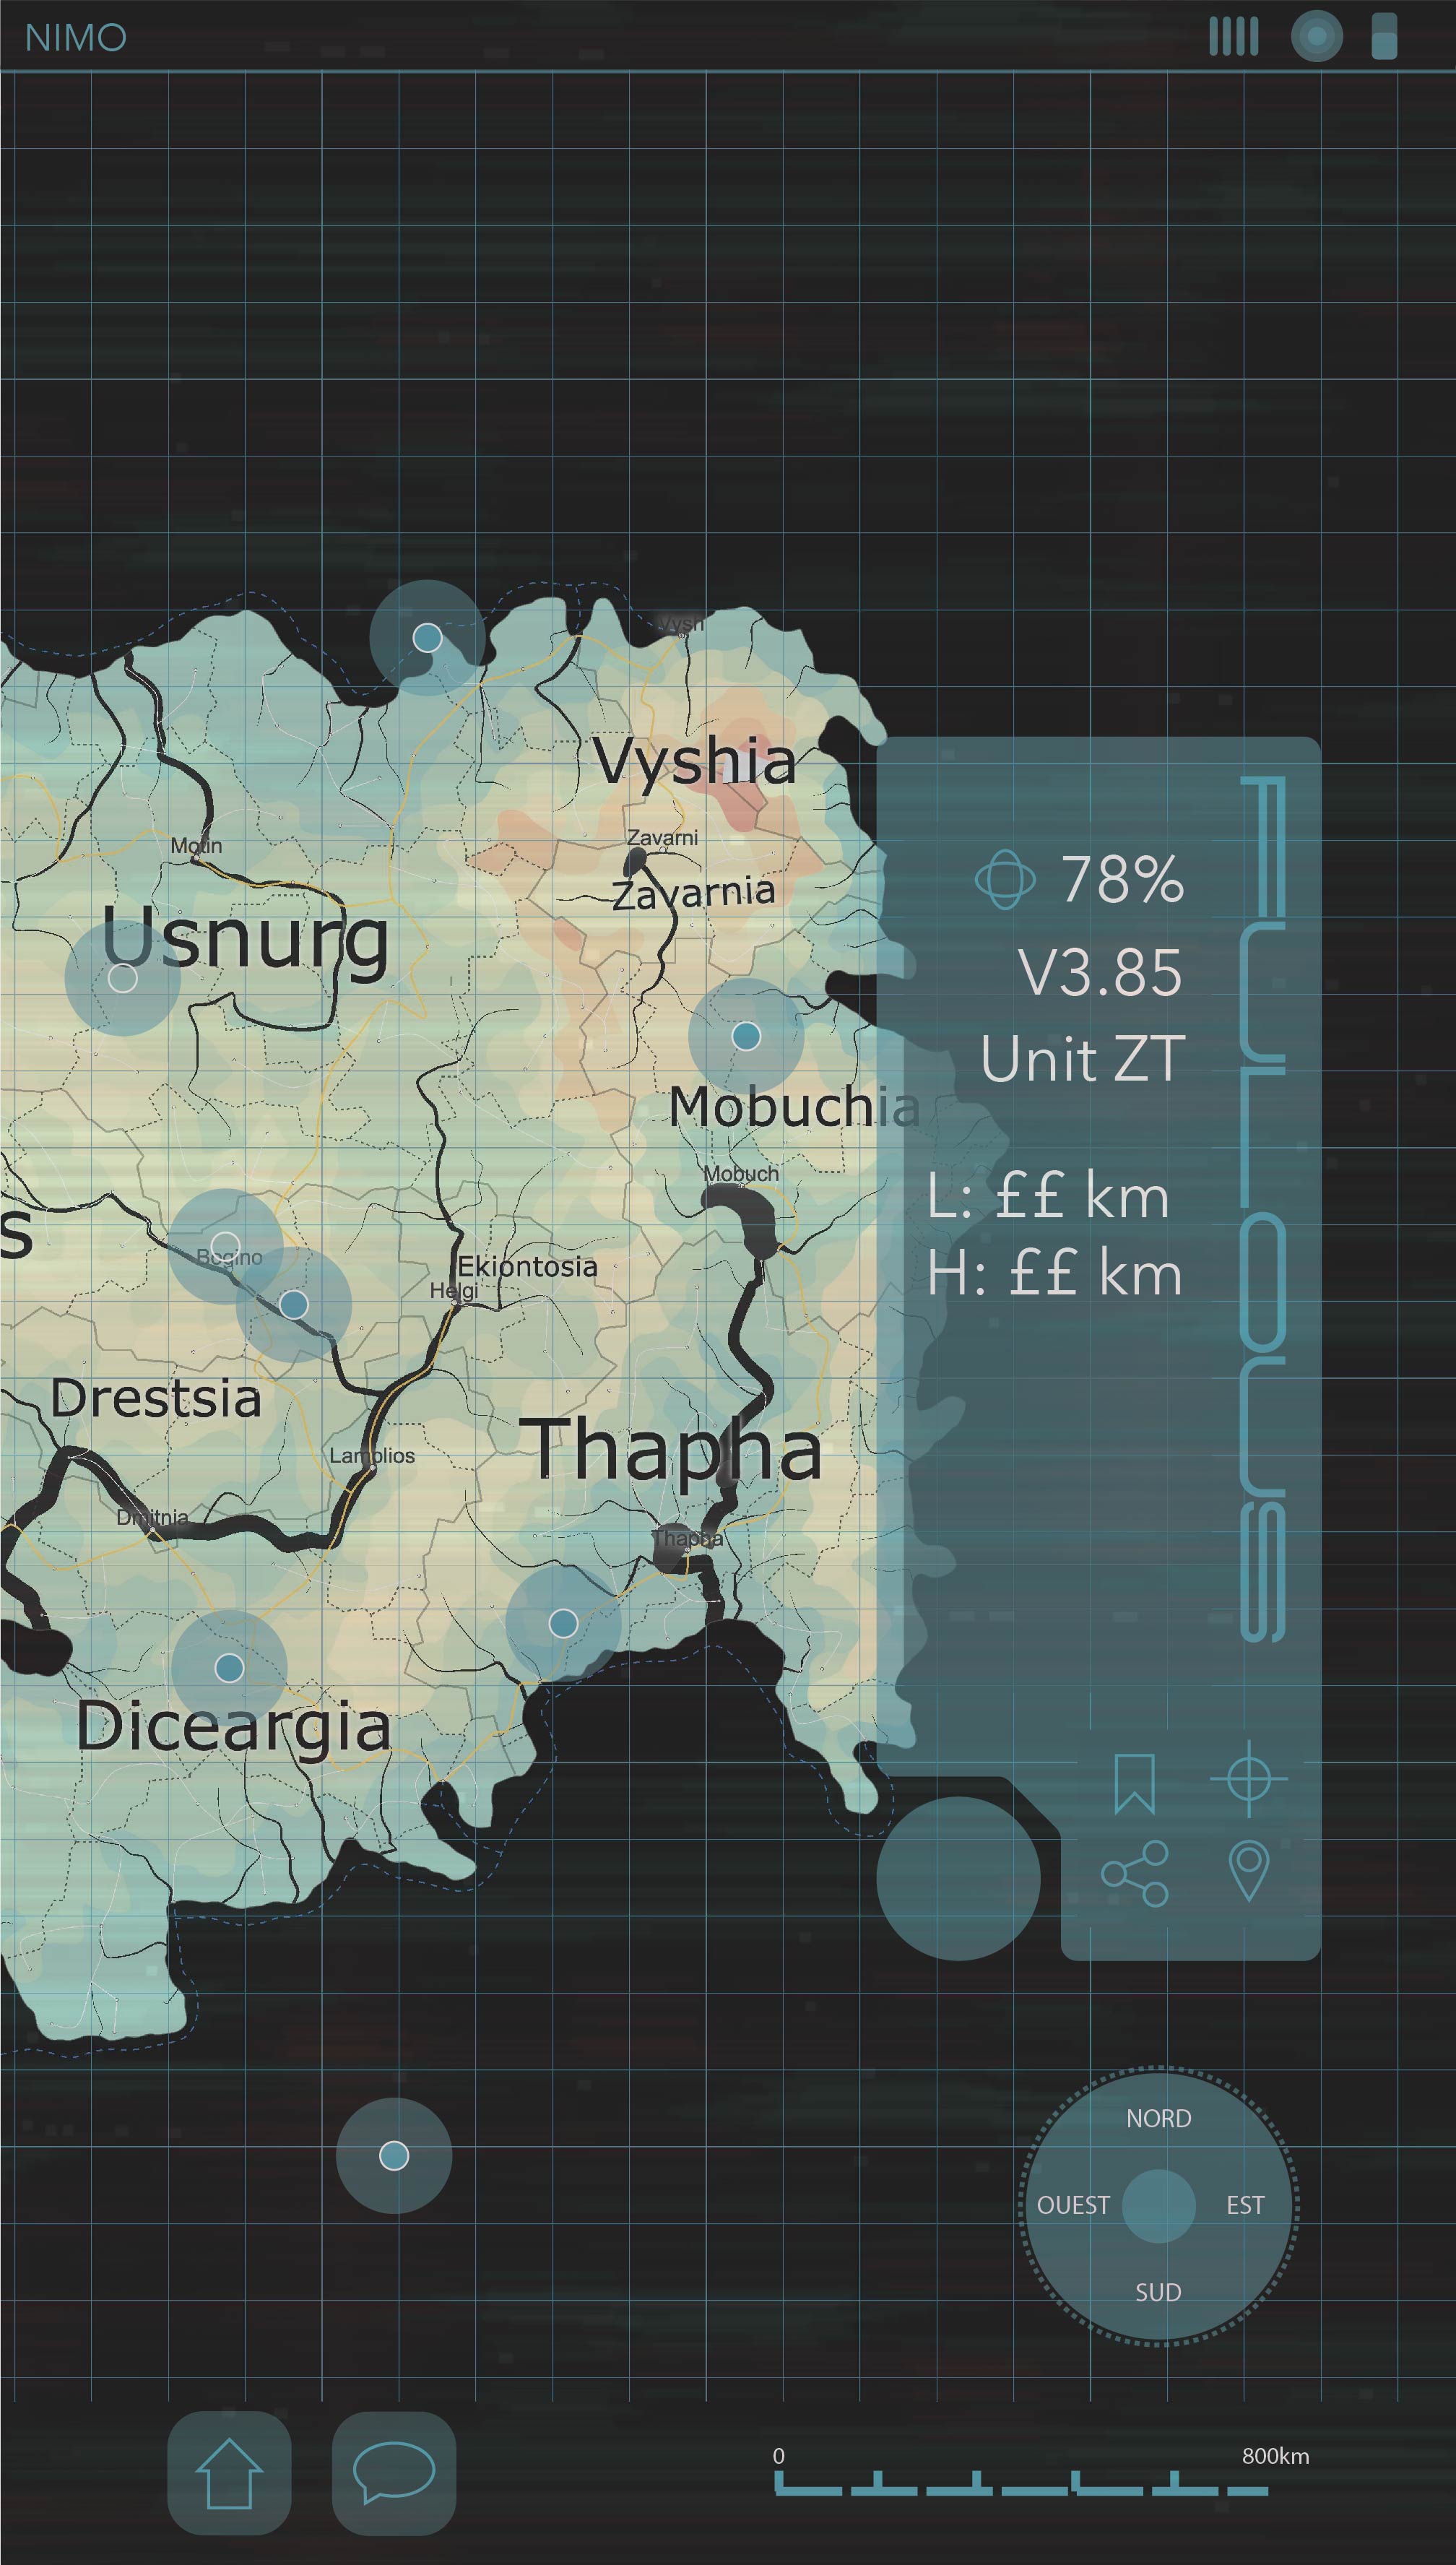 NIMO
Vysh
Vyshia
Zavarni
Motin
Zavarnia
Usnurg
78%
V3.85
Unit ZT
Mobuchia
Mobuch
L: ££ km
H: ££ km
s
Bogino
Ekiontosia
Helgi
Drestsia
Thapha
Lamplios
Dmitnia
Thapha
Diceargia
NORD
OUEST
EST
SUD
0
800km